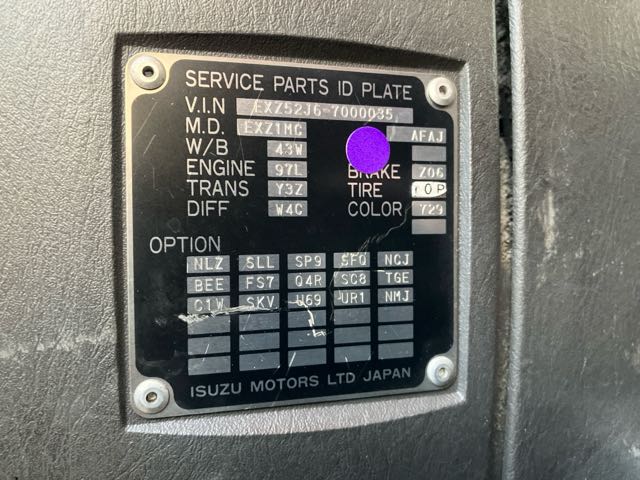 SERVICE PARTS ID PLATE
V.I.N EXZ52J6-7000035
M.D. EXZ1MC AFAJ
W/B 43W
ENGINE 97L BRAKE Z06
TRANS Y3Z TIRE
DIFF W4C COLOR 729
OPTION
NLZ SLL SP9 SFQ NCJ
BEE FS7 Q4R SC8 TGE
C1W SKV U69 UR1 NMJ
ISUZU MOTORS LTD JAPAN